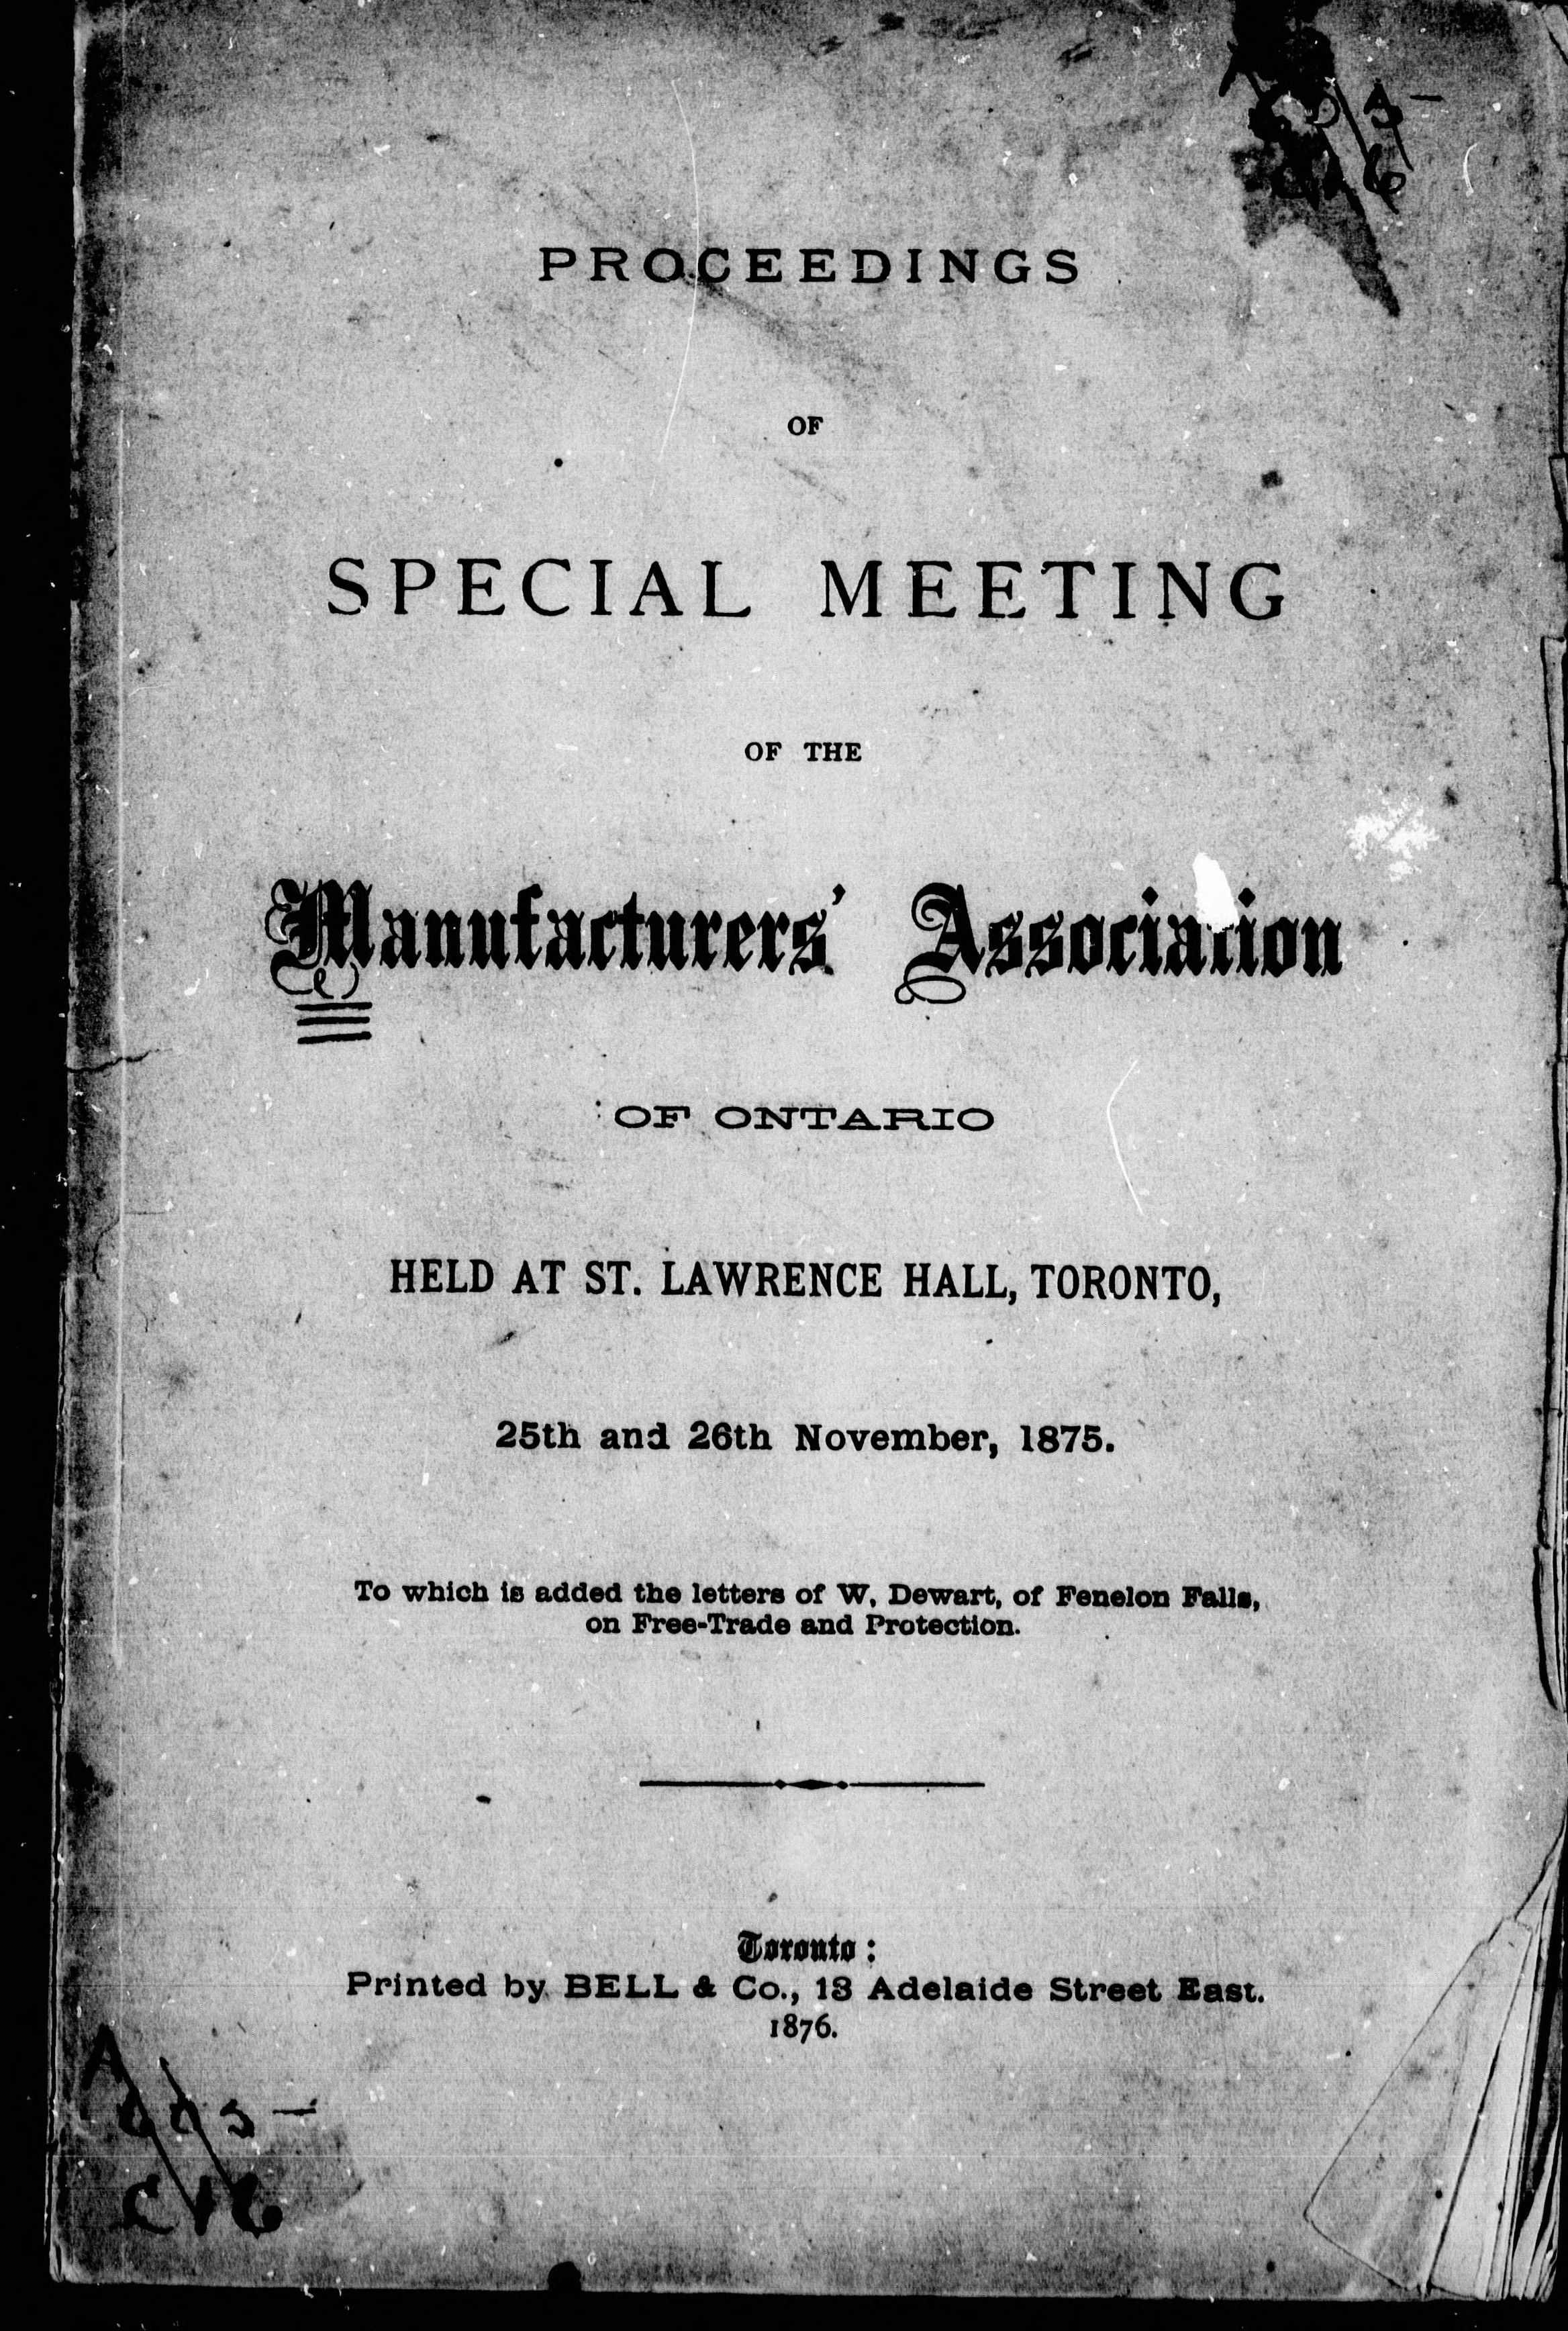 PROCEEDINGS
OF
SPECIAL MEETING
OF THE
Manufacturers' Association
OF ONTARIO
HELD AT ST. LAWRENCE HALL, TORONTO,
25th and 26th November, 1875.
To which is added the letters of W. Dewart, of Fenelon Falls,
on Free-Trade and Protection.
Toronto:
Printed by BELL & Co., 13 Adelaide Street East.
1876.